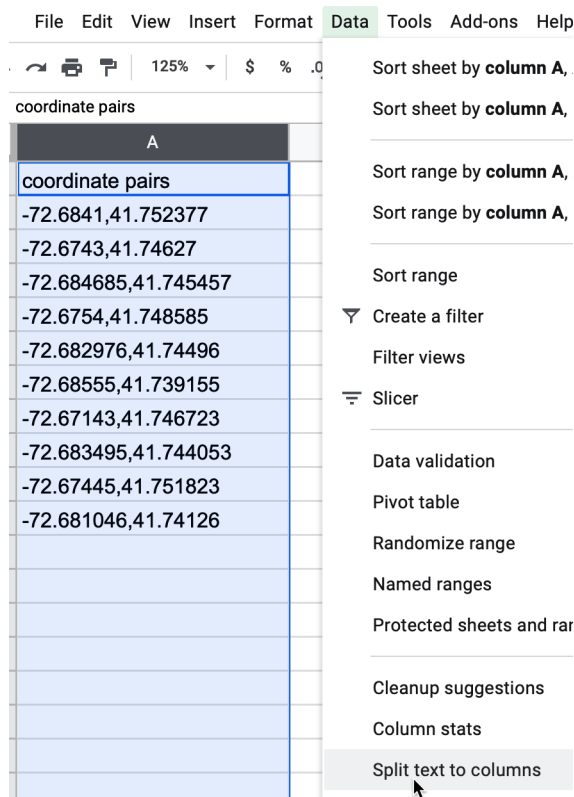 File Edit View Insert Format Data Tools Add-ons Help
125% $ % .0
coordinate pairs
A
coordinate pairs
-72.6841,41.752377
-72.6743,41.74627
-72.684685,41.745457
-72.6754,41.748585
-72.682976,41.74496
-72.68555,41.739155
-72.67143,41.746723
-72.683495,41.744053
-72.67445,41.751823
-72.681046,41.74126
Sort sheet by column A,
Sort sheet by column A,
Sort range by column A,
Sort range by column A,
Sort range
Create a filter
Filter views
Slicer
Data validation
Pivot table
Randomize range
Named ranges
Protected sheets and ran
Cleanup suggestions
Column stats
Split text to columns